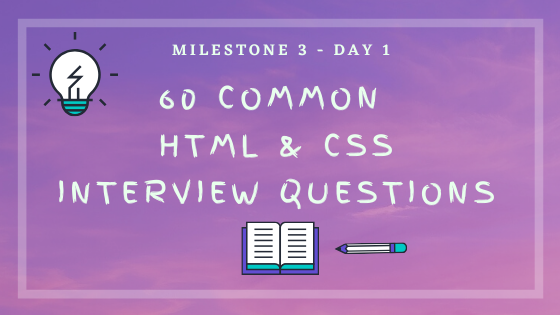 MILESTONE 3 - DAY 1
60 COMMON
HTML & CSS
INTERVIEW QUESTIONS